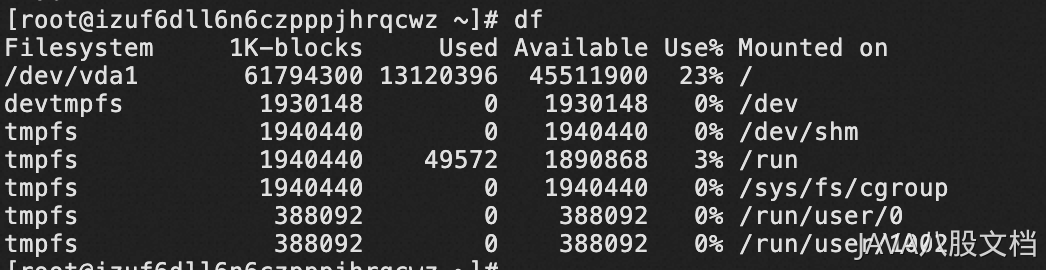 [root@izuf6dll6n6czpppjhrqcwz ~]# df
Filesystem     1K-blocks     Used Available Use% Mounted on
/dev/vda1       61794300 13120396  45511900  23% /
devtmpfs         1930148        0   1930148   0% /dev
tmpfs            1940440        0   1940440   0% /dev/shm
tmpfs            1940440    49572   1890868   3% /run
tmpfs            1940440        0   1940440   0% /sys/fs/cgroup
tmpfs             388092        0    388092   0% /run/user/0
tmpfs             388092        0    388092   0% /run/user/1002
JAVA八股文档
[root@izuf6dll6n6czpppjhrqcwz ~]#